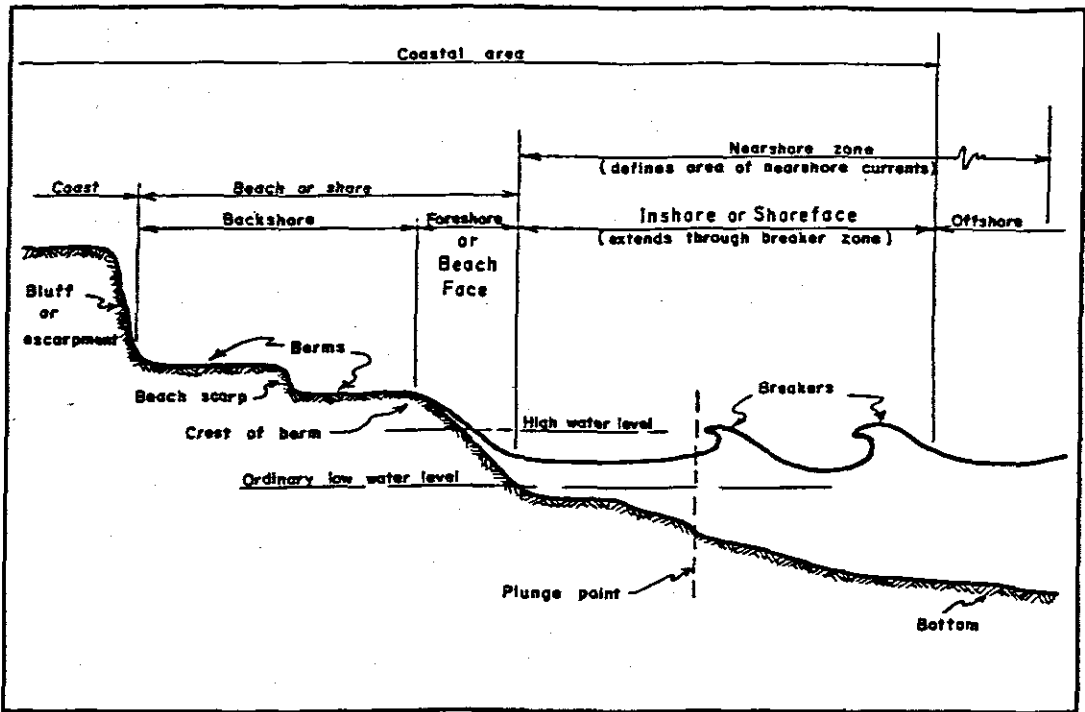 Coastal area
Nearshore zone
(defines area of nearshore currents)
Coast
Beach or shore
Backshore
Foreshore
or
Beach
Face
Inshore or Shoreface
(extends through breaker zone)
Offshore
Bluff
or
escarpment
Berms
Beach scarp
Crest of berm
High water level
Breakers
Ordinary low water level
Plunge point
Bottom